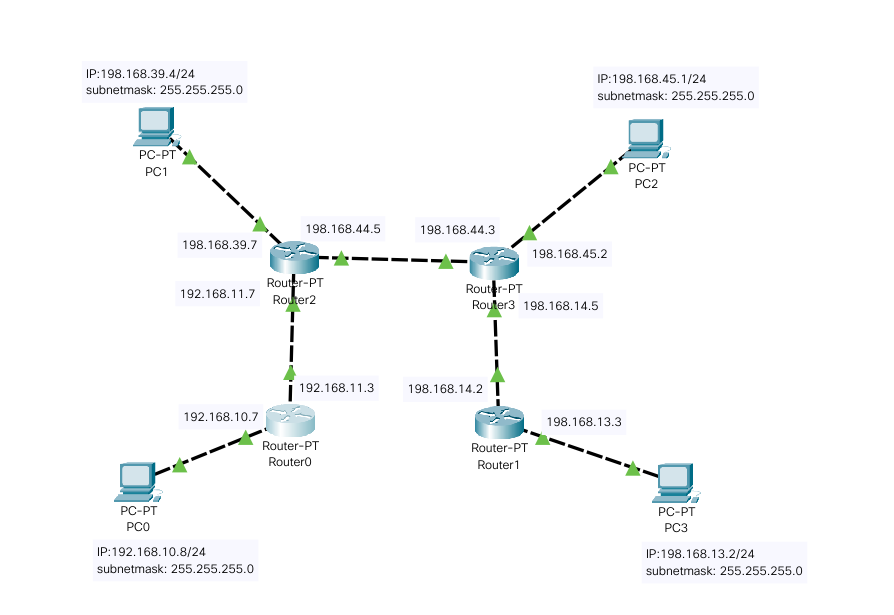 IP:198.168.39.4/24
subnetmask: 255.255.255.0
PC-PT
PC1
IP:198.168.45.1/24
subnetmask: 255.255.255.0
PC-PT
PC2
198.168.44.5
198.168.44.3
198.168.39.7
198.168.45.2
Router-PT
Router2
192.168.11.7
Router-PT
Router3
198.168.14.5
192.168.11.3
198.168.14.2
192.168.10.7
Router-PT
Router0
198.168.13.3
Router-PT
Router1
PC-PT
PC0
IP:192.168.10.8/24
subnetmask: 255.255.255.0
PC-PT
PC3
IP:198.168.13.2/24
subnetmask: 255.255.255.0